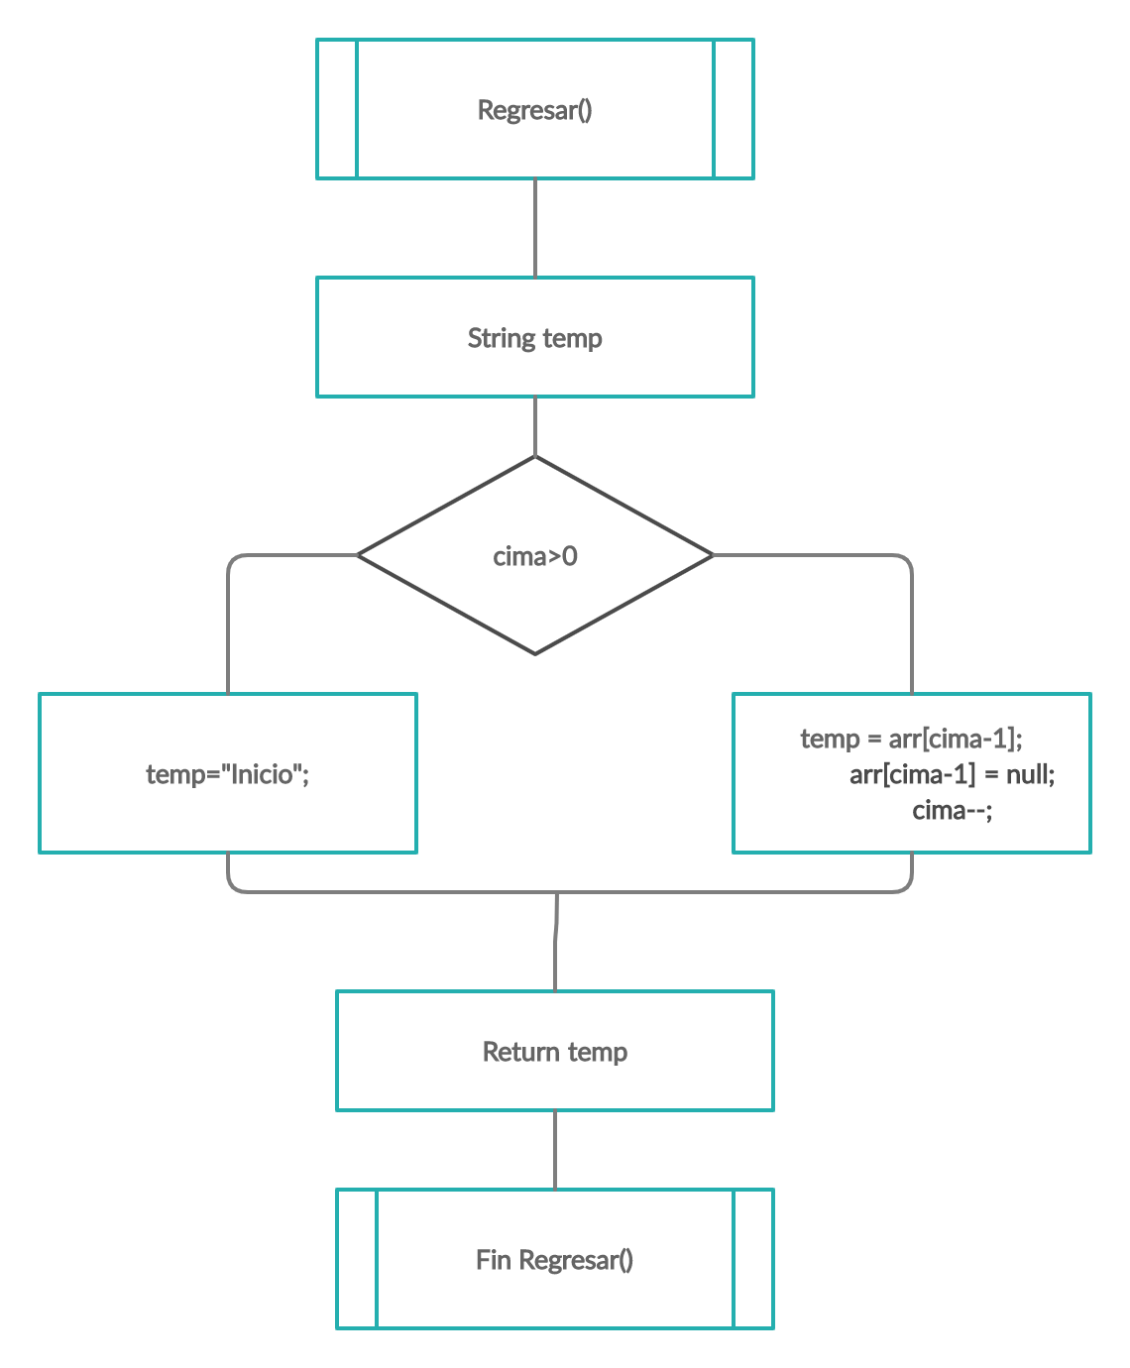 Regresar()
String temp
cima>0
temp="Inicio";
temp = arr[cima-1];
arr[cima-1] = null;
cima--;
Return temp
Fin Regresar()